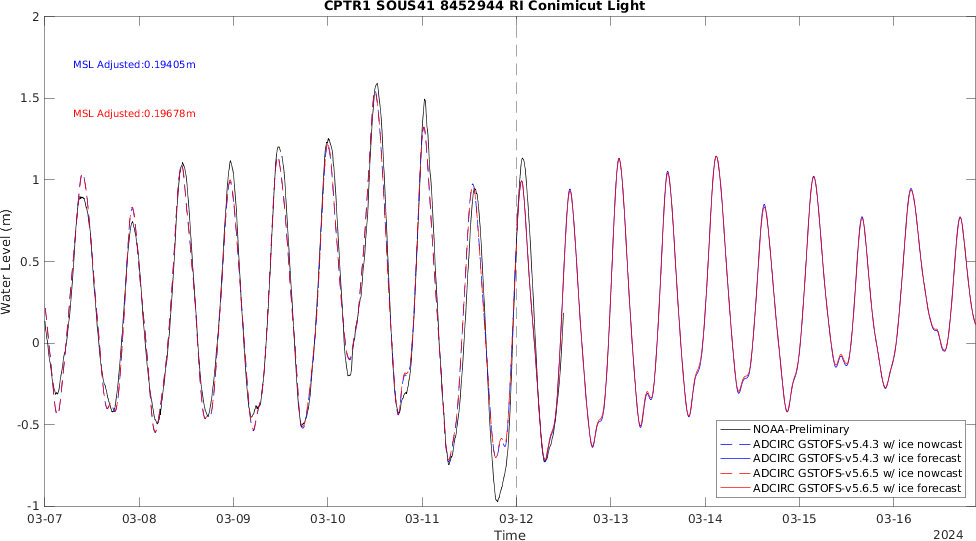 CPTR1 SOUS41 8452944 RI Conimicut Light
MSL Adjusted:0.19405m
MSL Adjusted:0.19678m
Water Level (m)
2
1.5
1
0.5
0
-0.5
-1
03-07 03-08 03-09 03-10 03-11 03-12 03-13 03-14 03-15 03-16
Time
2024
NOAA-Preliminary
ADCIRC GSTOFS-v5.4.3 w/ ice nowcast
ADCIRC GSTOFS-v5.4.3 w/ ice forecast
ADCIRC GSTOFS-v5.6.5 w/ ice nowcast
ADCIRC GSTOFS-v5.6.5 w/ ice forecast